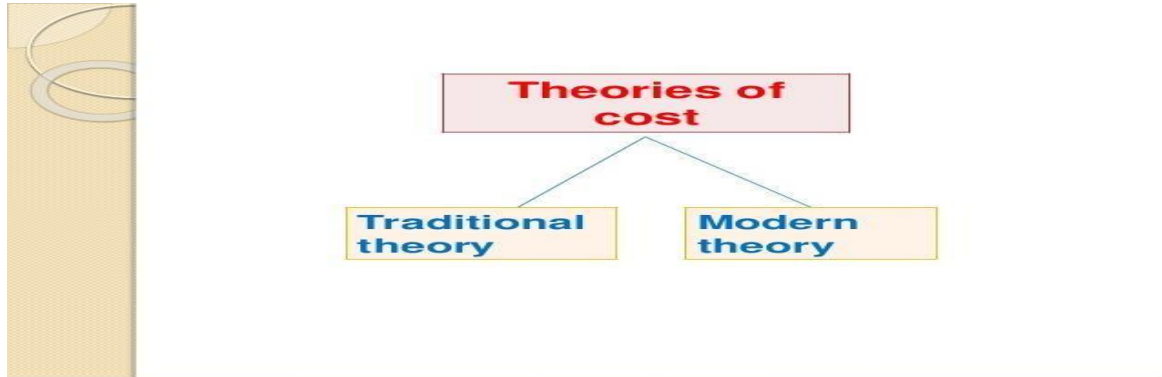 Theories of
cost
Traditional
theory
Modern
theory